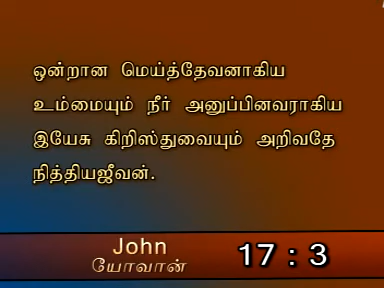 ஒன்றான மெய்த்தேவனாகிய
உம்மையும் நீர் அனுப்பினவராகிய
இயேசு கிறிஸ்துவையும் அறிவதே
நித்தியஜீவன்.
John 17 : 3
யோவான்